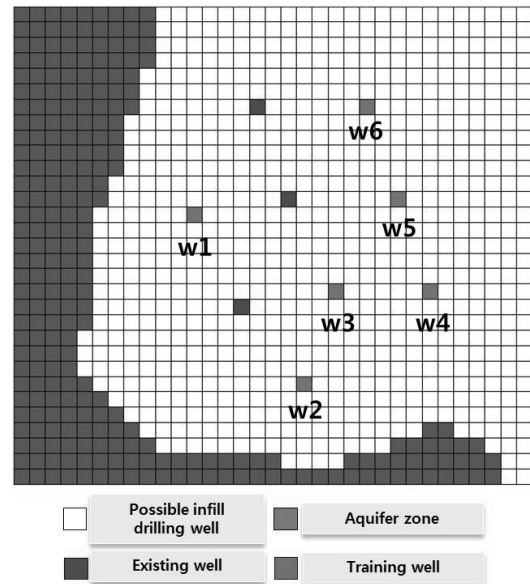 w6
w5
w1
w3
w4
w2
Possible infill
drilling well
Aquifer zone
Existing well
Training well